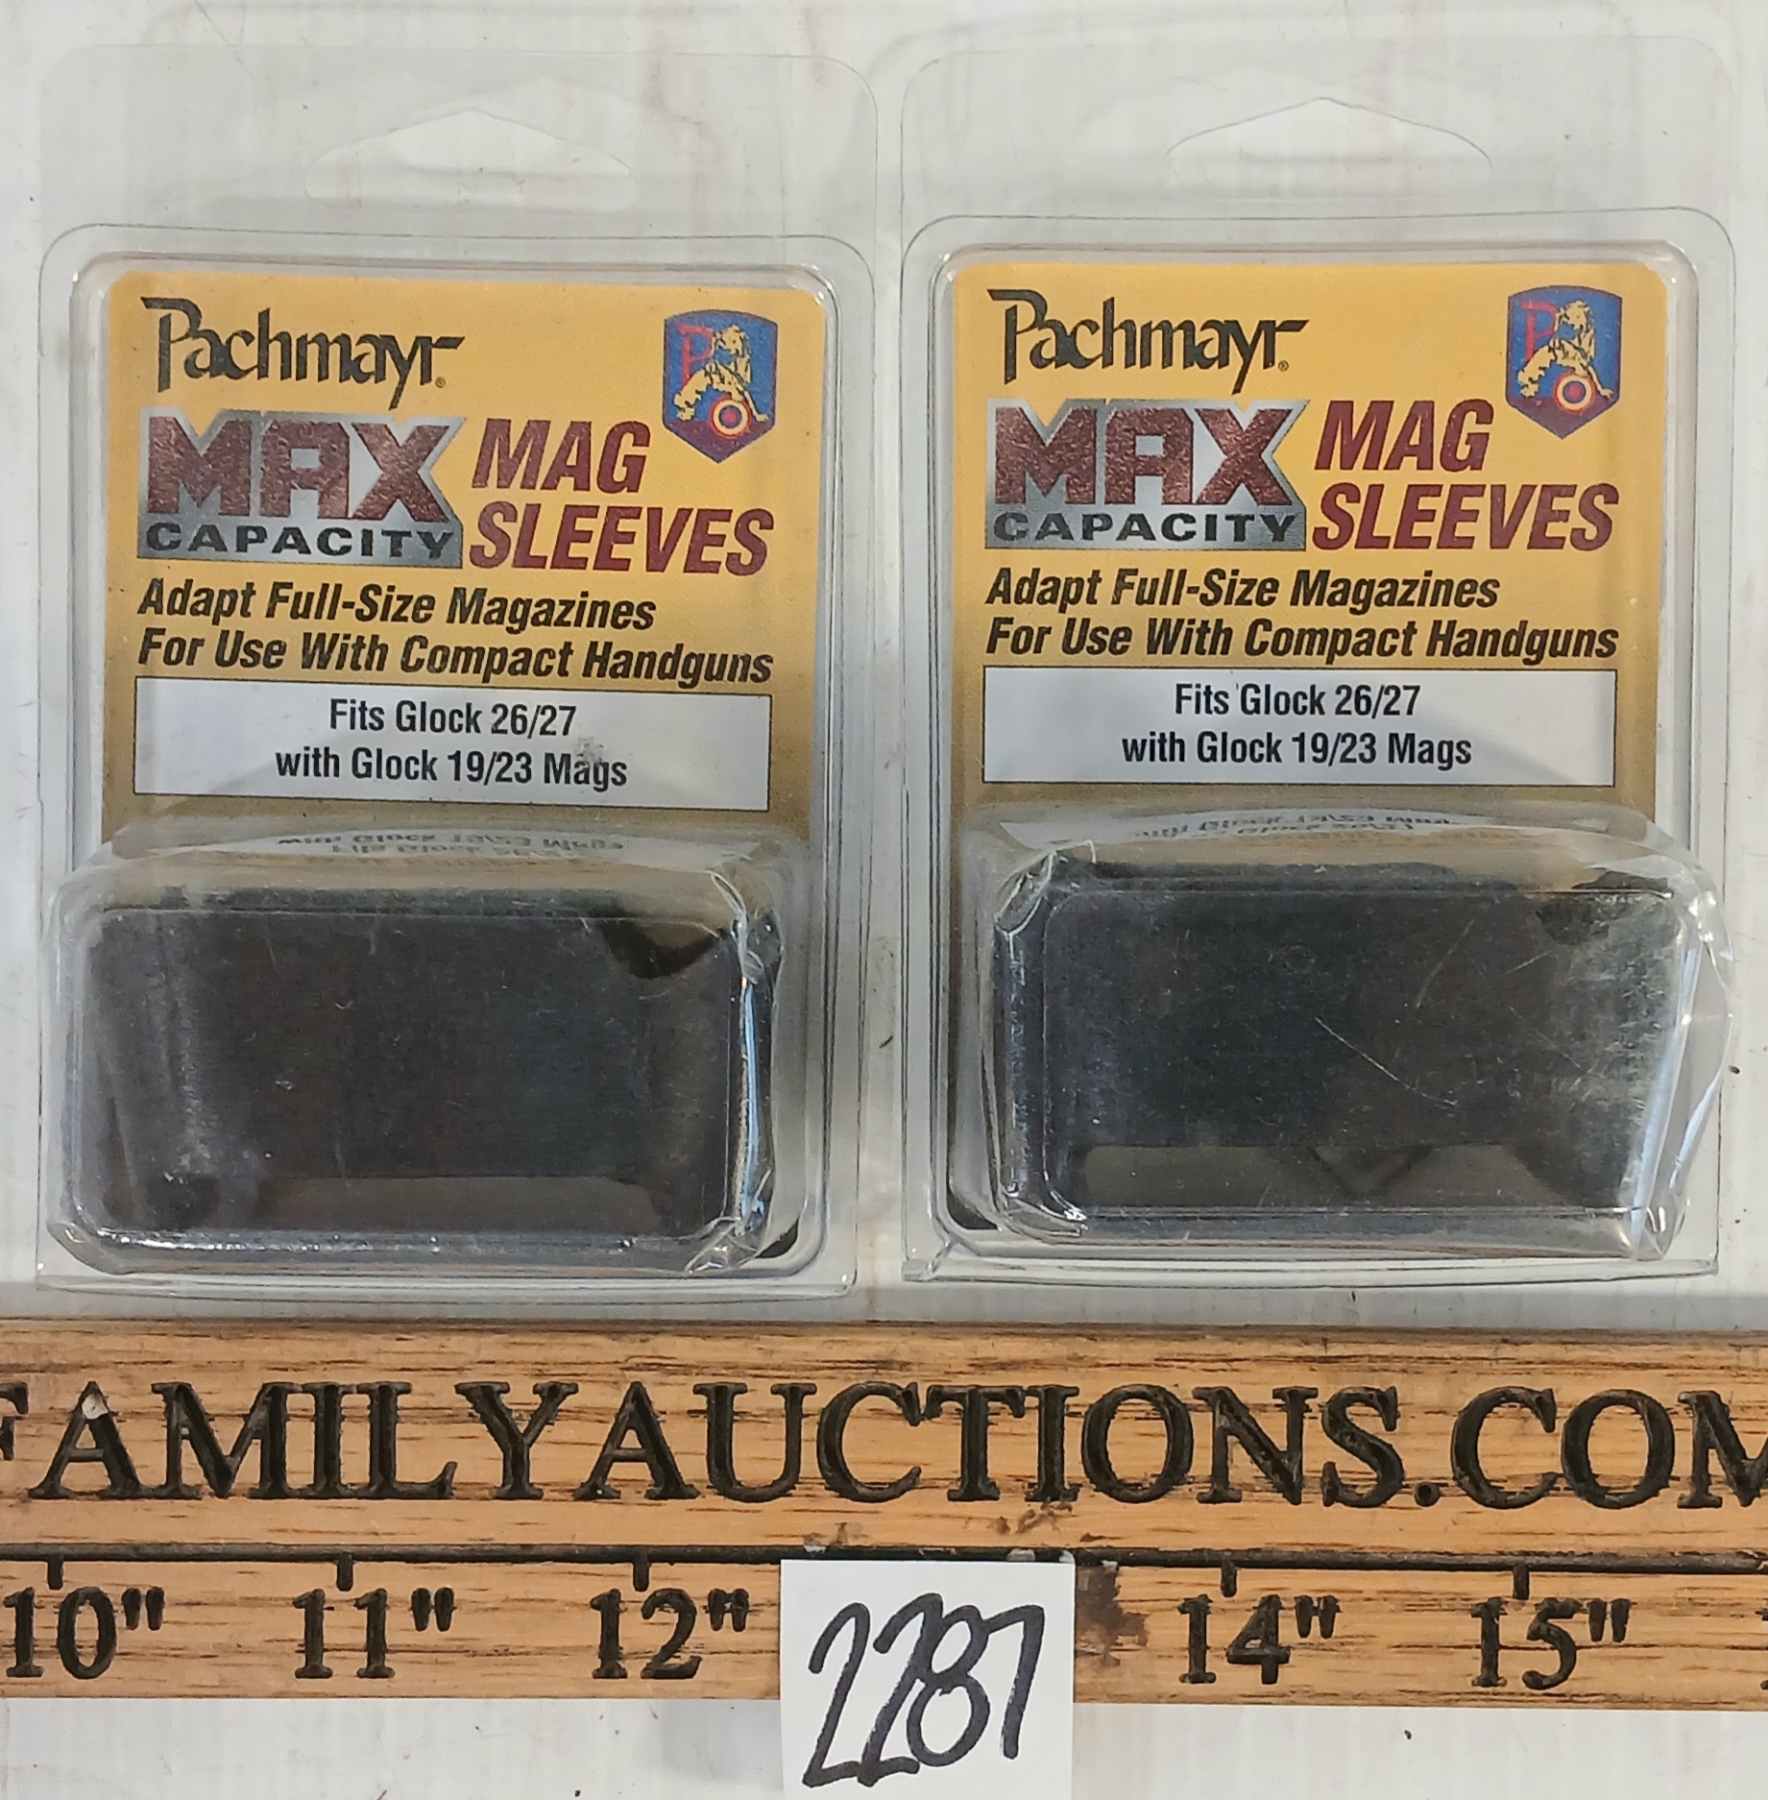 Pachmayr®
MAX
CAPACITY
MAG
SLEEVES
Adapt Full-Size Magazines
For Use With Compact Handguns
Fits Glock 26/27
with Glock 19/23 Mags
Pachmayr®
MAX
CAPACITY
MAG
SLEEVES
Adapt Full-Size Magazines
For Use With Compact Handguns
Fits Glock 26/27
with Glock 19/23 Mags
FAMILYAUCTIONS.COM
10" 11" 12" 14" 15"
2287